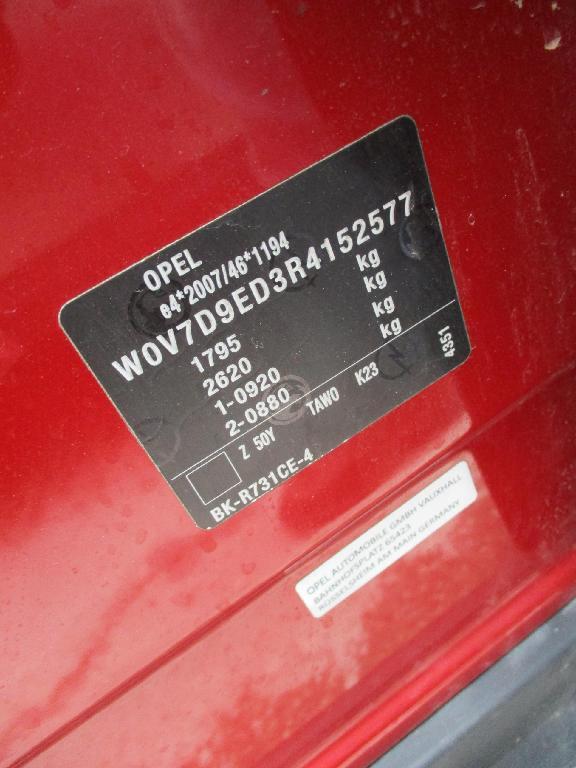 OPEL
e4*2007/46*1194
W0V7D9ED3R4152577
1795 kg
2620 kg
1-0920 kg
2-0880 kg
Z 50Y TAWO K23 4351
BK-R731CE-4
OPEL AUTOMOBILE GMBH VAUXHALL
BAHNHOFSPLATZ 65423
RÜSSELSHEIM AM MAIN GERMANY